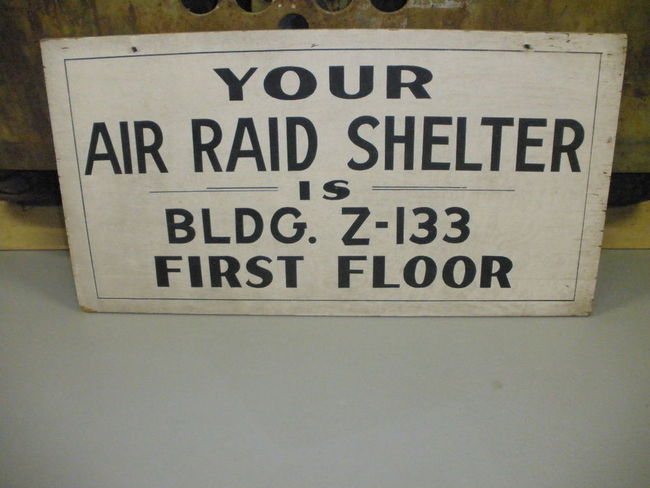 YOUR
AIR RAID SHELTER
IS
BLDG. Z-133
FIRST FLOOR